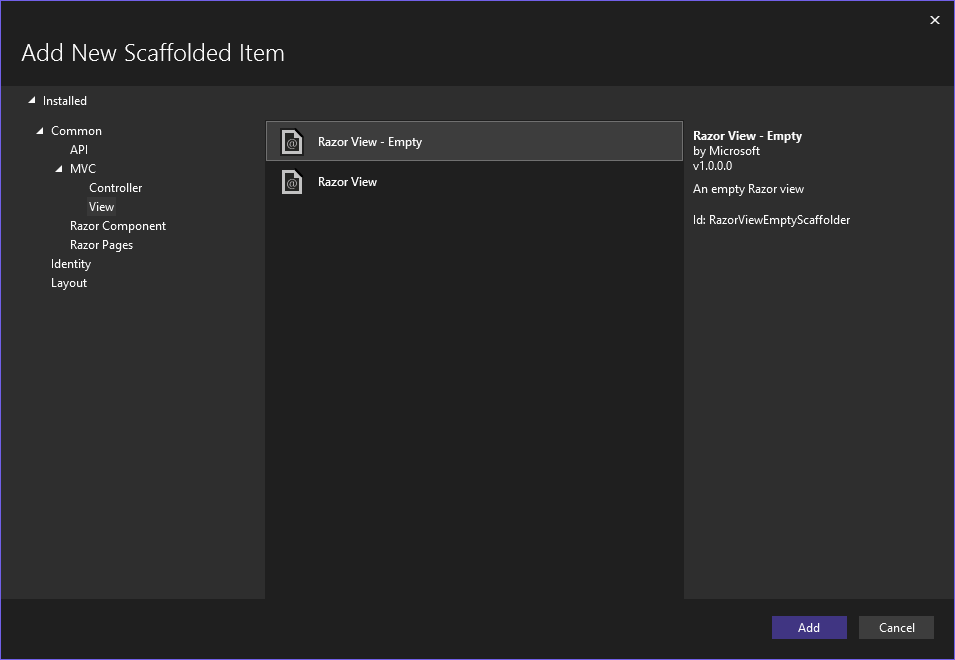 Add New Scaffolded Item
Installed
Common
API
MVC
Controller
View
Razor Component
Razor Pages
Identity
Layout
Razor View - Empty
Razor View
Razor View - Empty
by Microsoft
v1.0.0.0
An empty Razor view
Id: RazorViewEmptyScaffolder
Add
Cancel